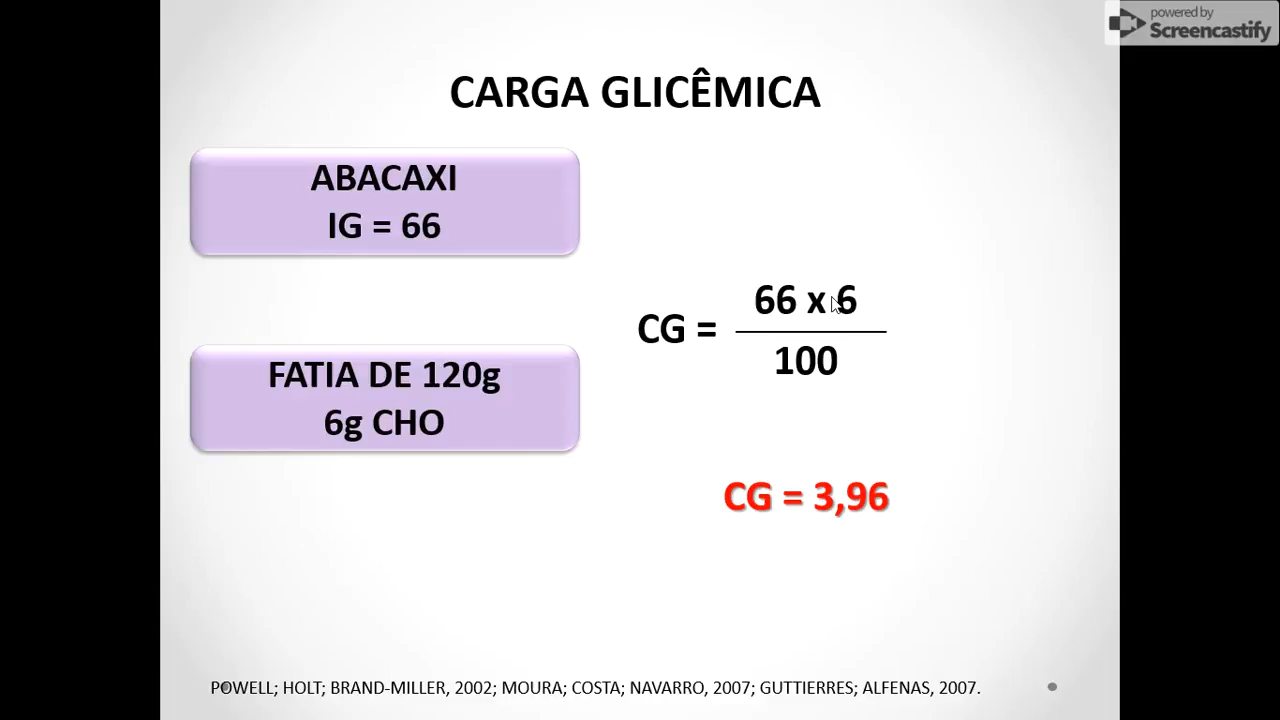 powered by
Screencastify
CARGA GLICÊMICA
ABACAXI
IG = 66
FATIA DE 120g
6g CHO
CG =
66 x 6
100
CG = 3,96
POWELL; HOLT; BRAND-MILLER, 2002; MOURA; COSTA; NAVARRO, 2007; GUTTIERRES; ALFENAS, 2007.